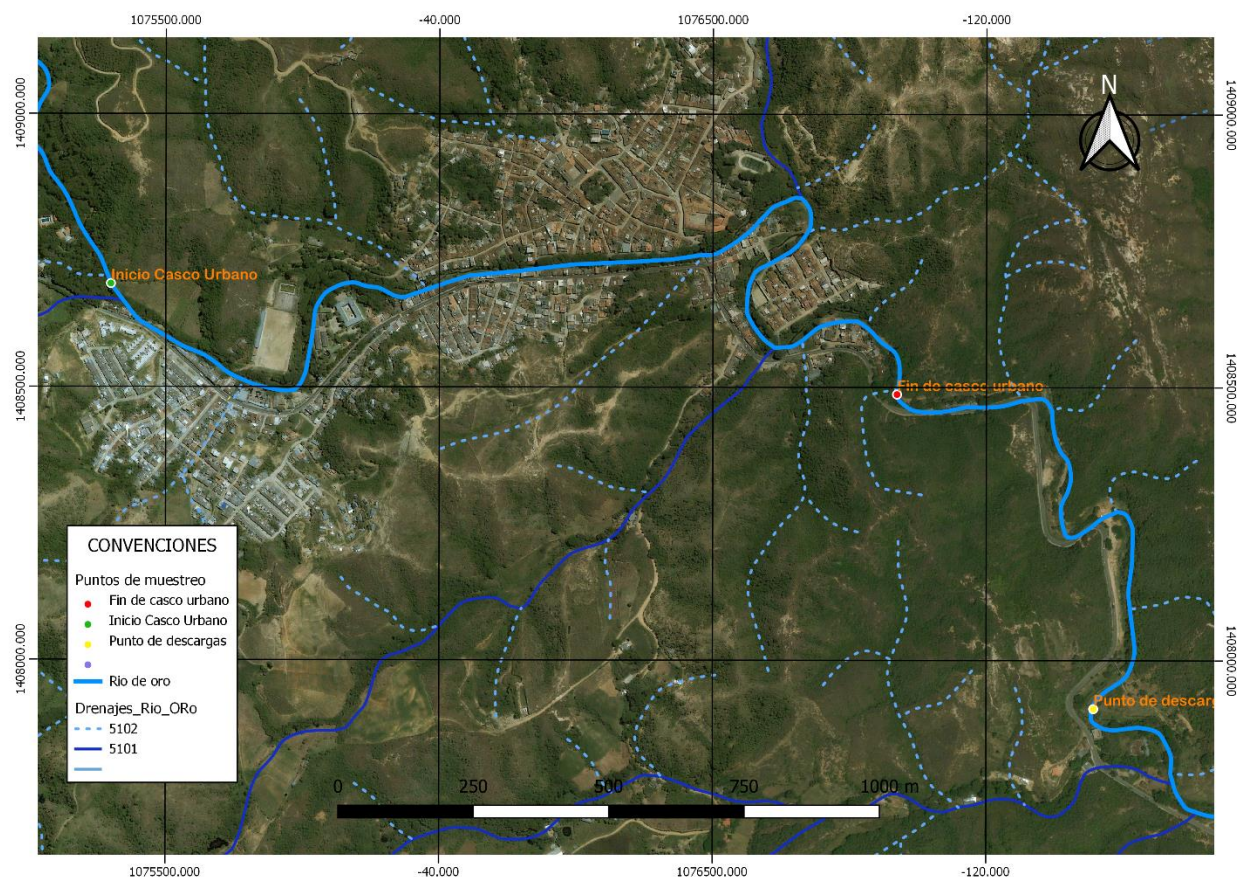 1075500.000 -40.000 1076500.000 -120.000
1409000.000
1409000.000
N
Inicio Casco Urbano
1408500.000
1408500.000
Fin de casco urbano
CONVENCIONES
Puntos de muestreo
Fin de casco urbano
Inicio Casco Urbano
Punto de descargas
Rio de oro
Drenajes_Rio_ORo
5102
5101
1408000.000
1408000.000
Punto de descarg
0 250 500 750 1000 m
1075500.000 -40.000 1076500.000 -120.000